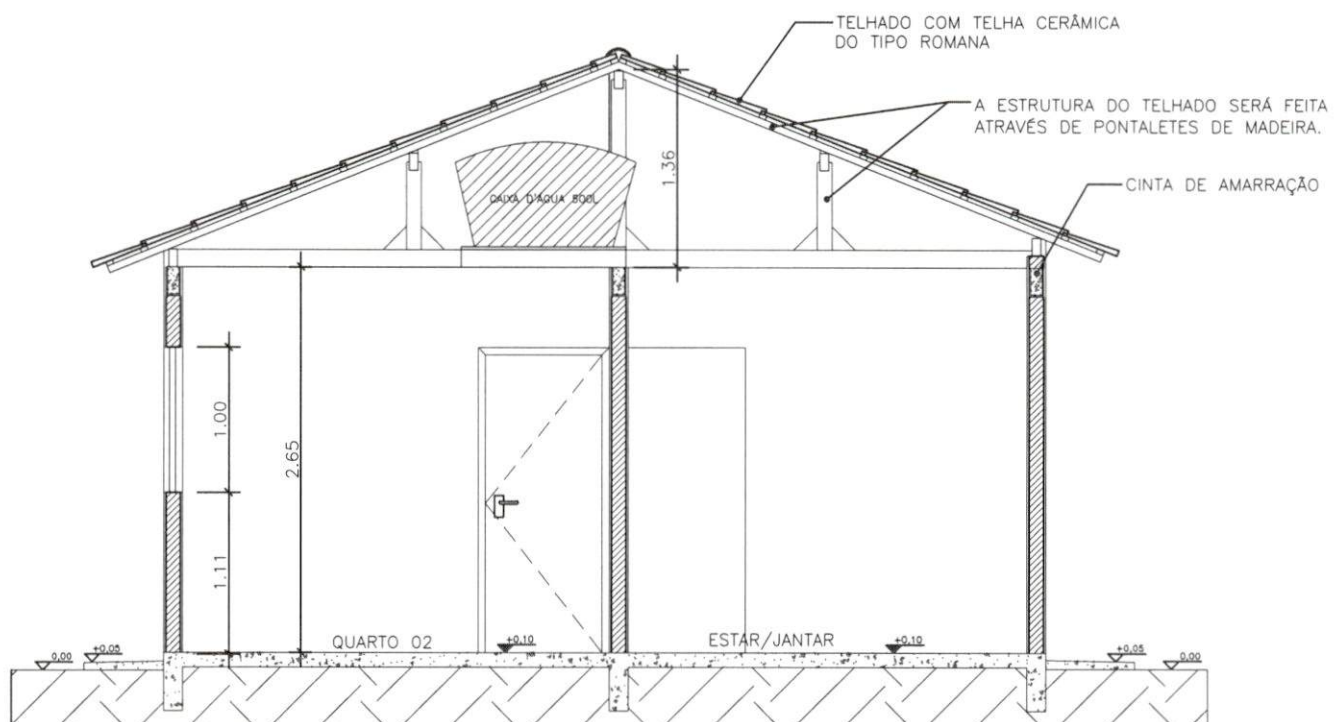 TELHADO COM TELHA CERÂMICA
DO TIPO ROMANA
A ESTRUTURA DO TELHADO SERÁ FEITA
ATRAVÉS DE PONTALETES DE MADEIRA.
1.36
CINTA DE AMARRAÇÃO
CAIXA D'ÁGUA 500L
1.00
2.65
1.11
QUARTO 02
+0,10
ESTAR/JANTAR
+0,10
0,00
+0,05
+0,05
0,00